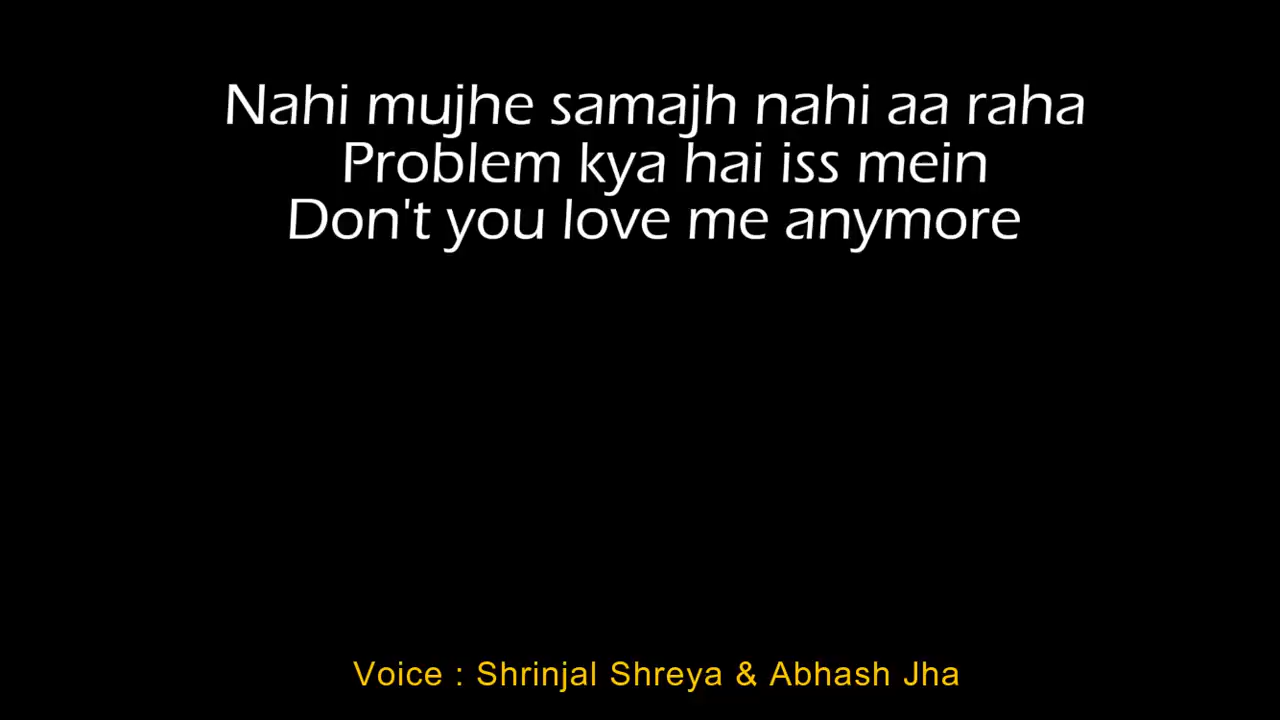 Nahi mujhe samajh nahi aa raha
Problem kya hai iss mein
Don't you love me anymore
Voice : Shrinjal Shreya & Abhash Jha